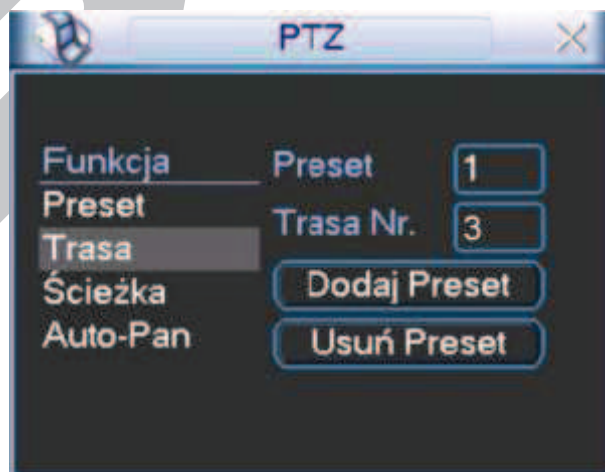 PTZ
Funkcja
Preset
Trasa
Ścieżka
Auto-Pan
Preset 1
Trasa Nr. 3
Dodaj Preset
Usuń Preset